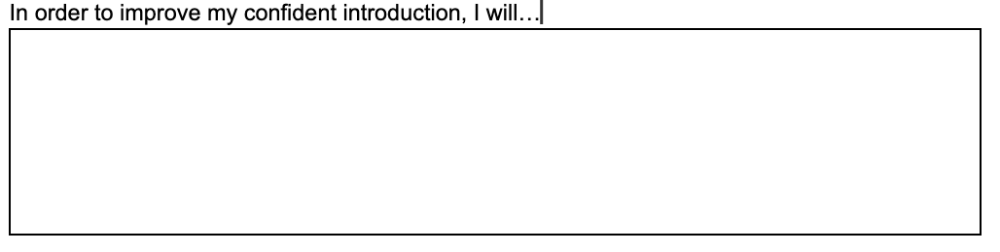 In order to improve my confident introduction, I will…